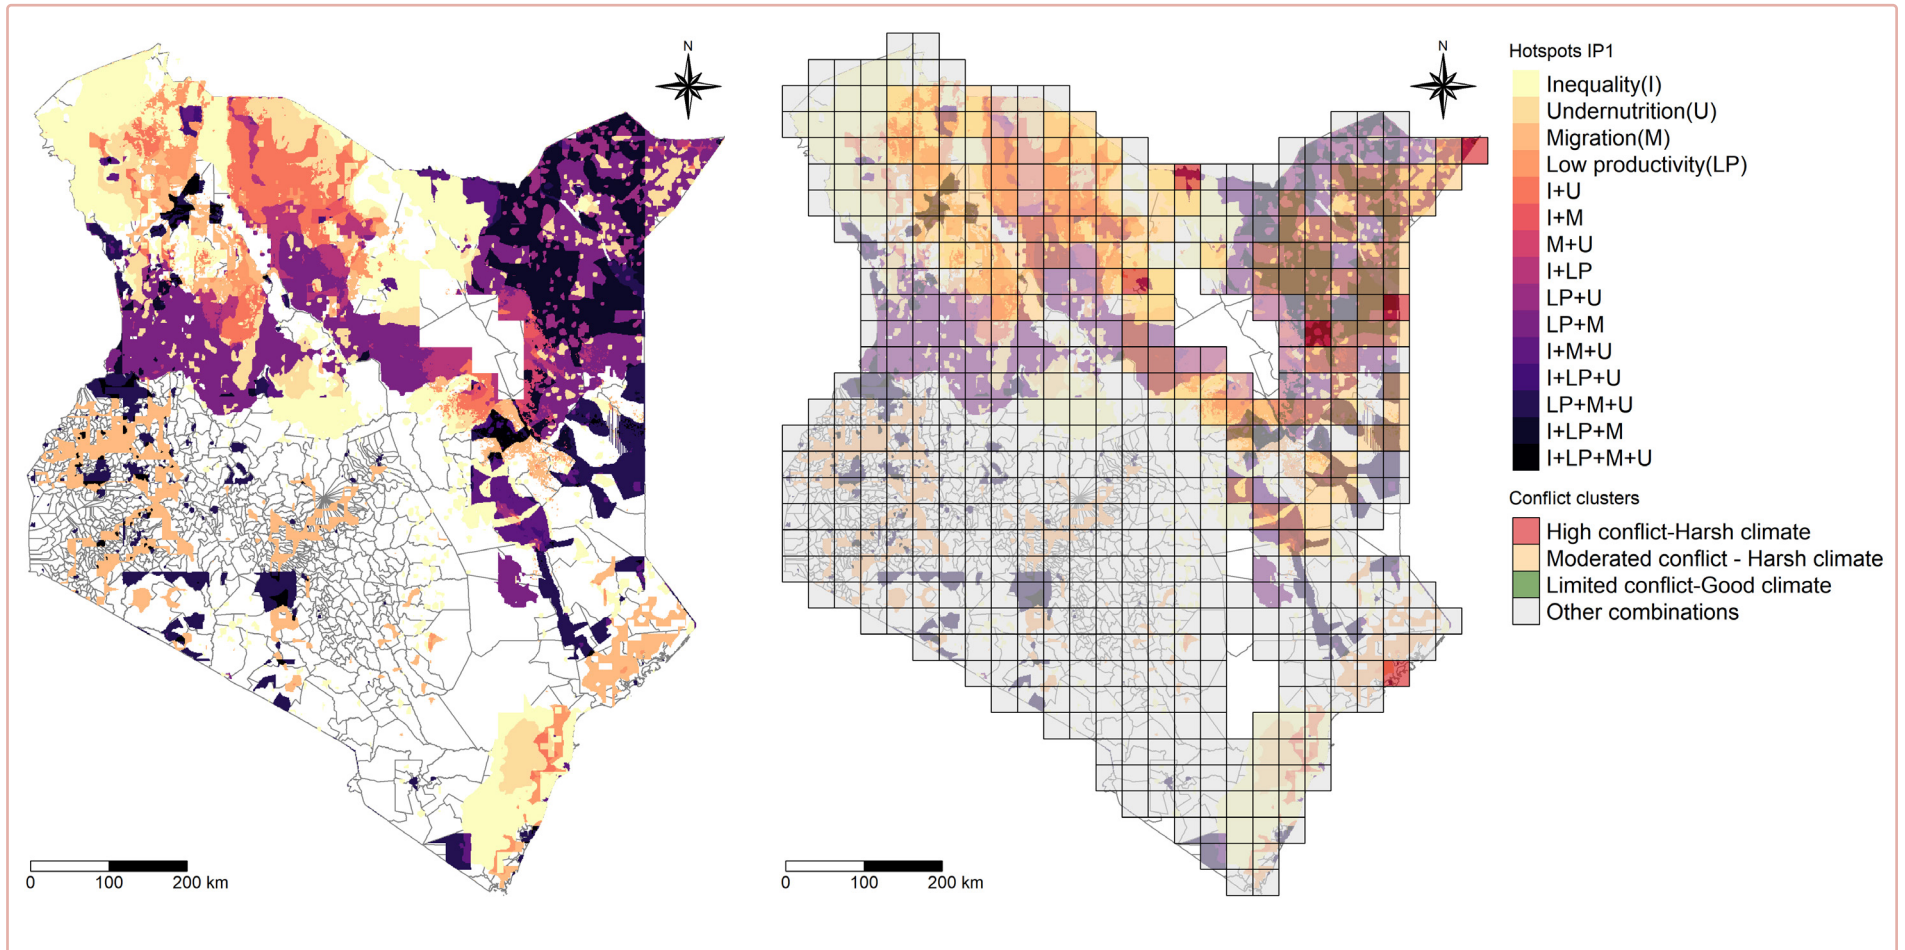 N
N
0 100 200 km
0 100 200 km
Hotspots IP1
Inequality(I)
Undernutrition(U)
Migration(M)
Low productivity(LP)
I+U
I+M
M+U
I+LP
LP+U
LP+M
I+M+U
I+LP+U
LP+M+U
I+LP+M
I+LP+M+U
Conflict clusters
High conflict-Harsh climate
Moderated conflict - Harsh climate
Limited conflict-Good climate
Other combinations